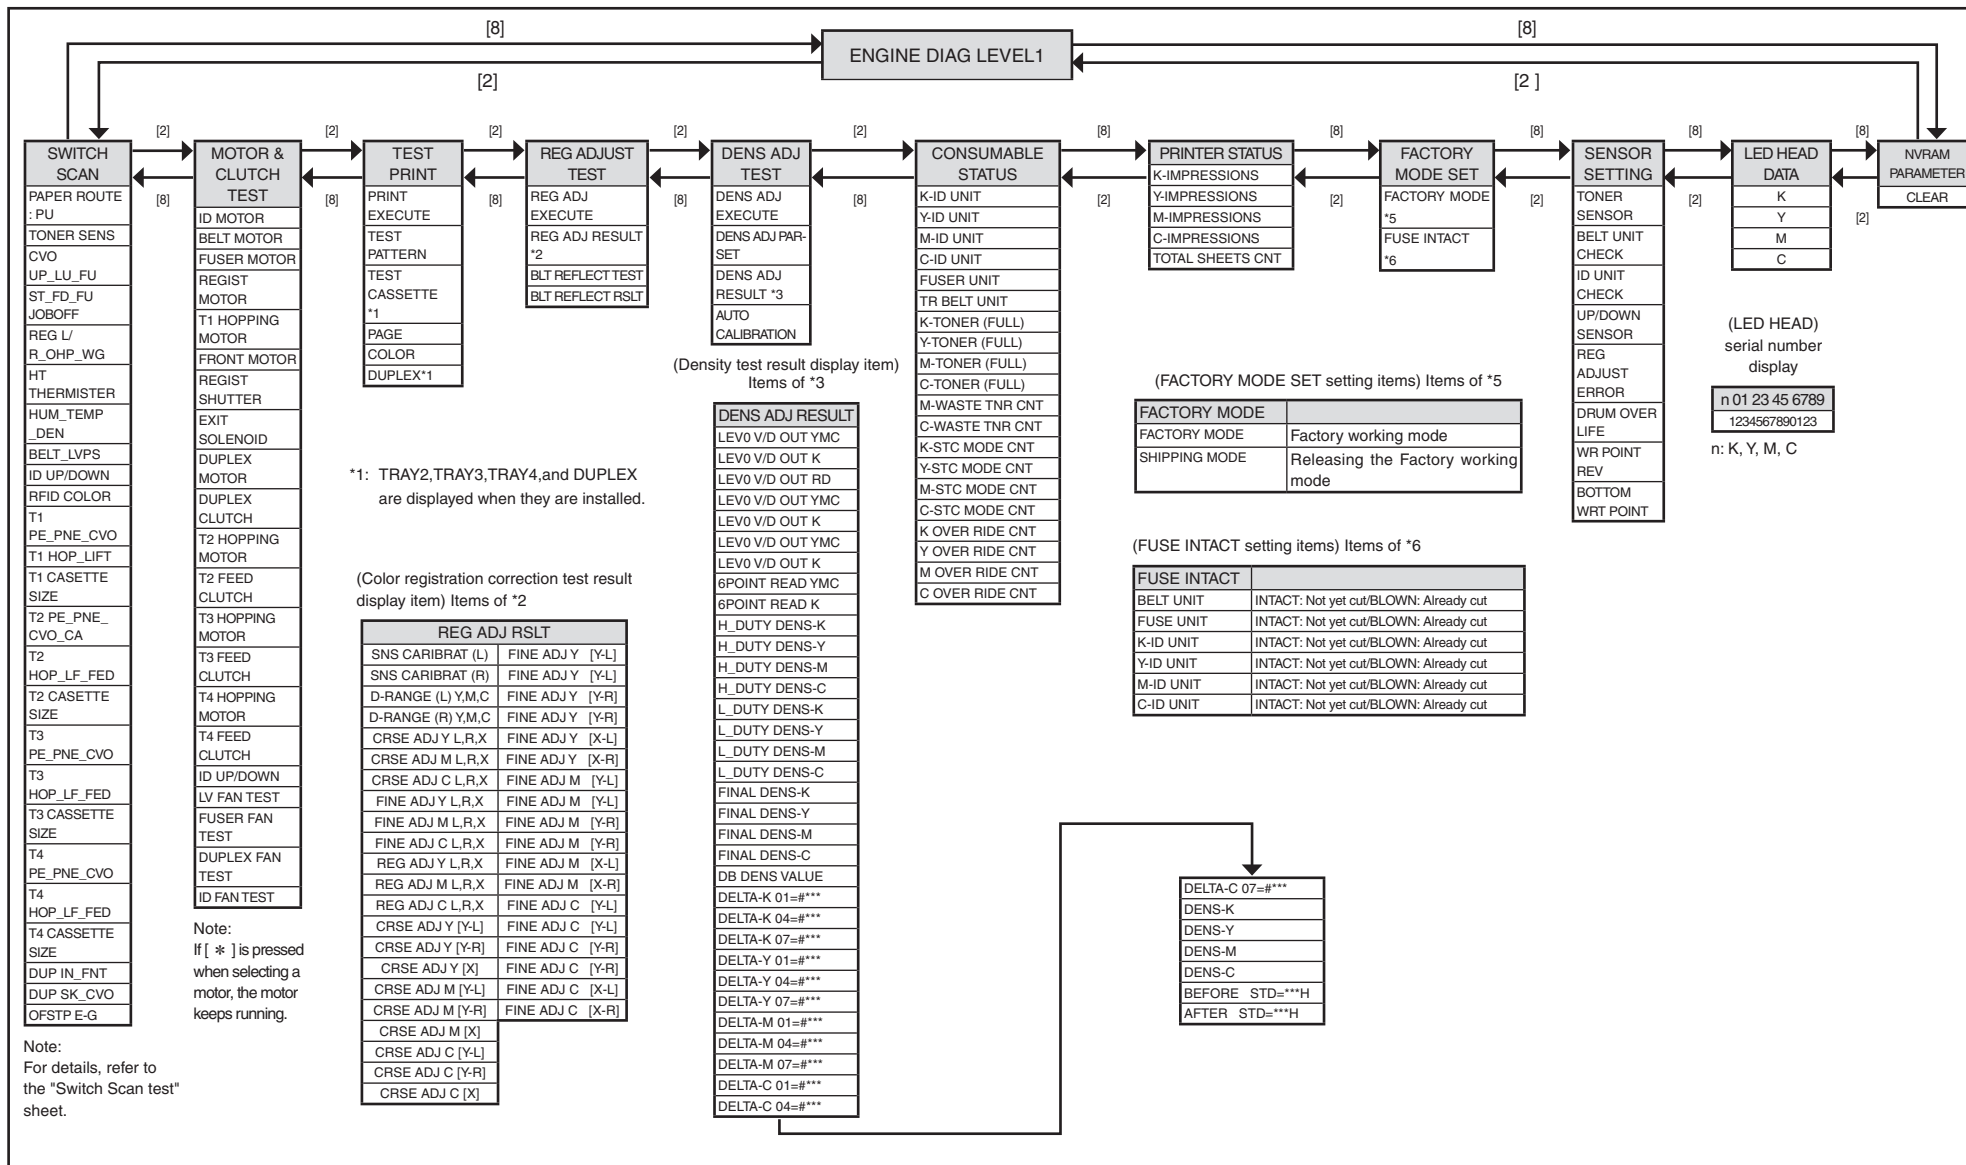 [8]
[8]
ENGINE DIAG LEVEL1
[2]
[2 ]
[2]
[2]
[2]
[2]
[2]
[8]
[8]
[8]
[8]
[8]
[8]
[8]
[8]
[8]
[8]
[2]
[2]
[2]
[2]
[2]
SWITCH
SCAN
PAPER ROUTE
: PU
TONER SENS
CVO
UP_LU_FU
ST_FD_FU
JOBOFF
REG L/
R_OHP_WG
HT
THERMISTER
HUM_TEMP
_DEN
BELT_LVPS
ID UP/DOWN
RFID COLOR
T1
PE_PNE_CVO
T1 HOP_LIFT
T1 CASETTE
SIZE
T2 PE_PNE_
CVO_CA
T2
HOP_LF_FED
T2 CASETTE
SIZE
T3
PE_PNE_CVO
T3
HOP_LF_FED
T3 CASSETTE
SIZE
T4
PE_PNE_CVO
T4
HOP_LF_FED
T4 CASSETTE
SIZE
DUP IN_FNT
DUP SK_CVO
OFSTP E-G
Note:
For details, refer to
the "Switch Scan test"
sheet.
MOTOR &
CLUTCH
TEST
ID MOTOR
BELT MOTOR
FUSER MOTOR
REGIST
MOTOR
T1 HOPPING
MOTOR
FRONT MOTOR
REGIST
SHUTTER
EXIT
SOLENOID
DUPLEX
MOTOR
DUPLEX
CLUTCH
T2 HOPPING
MOTOR
T2 FEED
CLUTCH
T3 HOPPING
MOTOR
T3 FEED
CLUTCH
T4 HOPPING
MOTOR
T4 FEED
CLUTCH
ID UP/DOWN
LV FAN TEST
FUSER FAN
TEST
DUPLEX FAN
TEST
ID FAN TEST
Note:
If [ * ] is pressed
when selecting a
motor, the motor
keeps running.
TEST
PRINT
PRINT
EXECUTE
TEST
PATTERN
TEST
CASSETTE
*1
PAGE
COLOR
DUPLEX*1
*1: TRAY2,TRAY3,TRAY4,and DUPLEX
are displayed when they are installed.
REG ADJUST
TEST
REG ADJ
EXECUTE
REG ADJ RESULT
*2
BLT REFLECT TEST
BLT REFLECT RSLT
(Color registration correction test result
display item) Items of *2
REG ADJ RSLT
SNS CARIBRAT (L) FINE ADJ Y [Y-L]
SNS CARIBRAT (R) FINE ADJ Y [Y-L]
D-RANGE (L) Y,M,C FINE ADJ Y [Y-R]
D-RANGE (R) Y,M,C FINE ADJ Y [Y-R]
CRSE ADJ Y L,R,X FINE ADJ Y [X-L]
CRSE ADJ M L,R,X FINE ADJ Y [X-R]
CRSE ADJ C L,R,X FINE ADJ M [Y-L]
FINE ADJ Y L,R,X FINE ADJ M [Y-L]
FINE ADJ M L,R,X FINE ADJ M [Y-R]
FINE ADJ C L,R,X FINE ADJ M [Y-R]
REG ADJ Y L,R,X FINE ADJ M [X-L]
REG ADJ M L,R,X FINE ADJ M [X-R]
REG ADJ C L,R,X FINE ADJ C [Y-L]
CRSE ADJ Y [Y-L] FINE ADJ C [Y-L]
CRSE ADJ Y [Y-R] FINE ADJ C [Y-R]
CRSE ADJ Y [X] FINE ADJ C [Y-R]
CRSE ADJ M [Y-L] FINE ADJ C [X-L]
CRSE ADJ M [Y-R] FINE ADJ C [X-R]
CRSE ADJ M [X]
CRSE ADJ C [Y-L]
CRSE ADJ C [Y-R]
CRSE ADJ C [X]
DENS ADJ
TEST
DENS ADJ
EXECUTE
DENS ADJ PAR-
SET
DENS ADJ
RESULT *3
AUTO
CALIBRATION
(Density test result display item)
Items of *3
DENS ADJ RESULT
LEV0 V/D OUT YMC
LEV0 V/D OUT K
LEV0 V/D OUT RD
LEV0 V/D OUT YMC
LEV0 V/D OUT K
LEV0 V/D OUT YMC
LEV0 V/D OUT K
6POINT READ YMC
6POINT READ K
H_DUTY DENS-K
H_DUTY DENS-Y
H_DUTY DENS-M
H_DUTY DENS-C
L_DUTY DENS-K
L_DUTY DENS-Y
L_DUTY DENS-M
L_DUTY DENS-C
FINAL DENS-K
FINAL DENS-Y
FINAL DENS-M
FINAL DENS-C
DB DENS VALUE
DELTA-K 01=#***
DELTA-K 04=#***
DELTA-K 07=#***
DELTA-Y 01=#***
DELTA-Y 04=#***
DELTA-Y 07=#***
DELTA-M 01=#***
DELTA-M 04=#***
DELTA-M 07=#***
DELTA-C 01=#***
DELTA-C 04=#***
DELTA-C 07=#***
DENS-K
DENS-Y
DENS-M
DENS-C
BEFORE STD=***H
AFTER STD=***H
CONSUMABLE
STATUS
K-ID UNIT
Y-ID UNIT
M-ID UNIT
C-ID UNIT
FUSER UNIT
TR BELT UNIT
K-TONER (FULL)
Y-TONER (FULL)
M-TONER (FULL)
C-TONER (FULL)
M-WASTE TNR CNT
C-WASTE TNR CNT
K-STC MODE CNT
Y-STC MODE CNT
M-STC MODE CNT
C-STC MODE CNT
K OVER RIDE CNT
Y OVER RIDE CNT
M OVER RIDE CNT
C OVER RIDE CNT
PRINTER STATUS
K-IMPRESSIONS
Y-IMPRESSIONS
M-IMPRESSIONS
C-IMPRESSIONS
TOTAL SHEETS CNT
FACTORY
MODE SET
FACTORY MODE
*5
FUSE INTACT
*6
(FACTORY MODE SET setting items) Items of *5
FACTORY MODE
FACTORY MODE Factory working mode
SHIPPING MODE Releasing the Factory working
mode
(FUSE INTACT setting items) Items of *6
FUSE INTACT
BELT UNIT INTACT: Not yet cut/BLOWN: Already cut
FUSE UNIT INTACT: Not yet cut/BLOWN: Already cut
K-ID UNIT INTACT: Not yet cut/BLOWN: Already cut
Y-ID UNIT INTACT: Not yet cut/BLOWN: Already cut
M-ID UNIT INTACT: Not yet cut/BLOWN: Already cut
C-ID UNIT INTACT: Not yet cut/BLOWN: Already cut
SENSOR
SETTING
TONER
SENSOR
BELT UNIT
CHECK
ID UNIT
CHECK
UP/DOWN
SENSOR
REG
ADJUST
ERROR
DRUM OVER
LIFE
WR POINT
REV
BOTTOM
WRT POINT
LED HEAD
DATA
K
Y
M
C
(LED HEAD)
serial number
display
n 01 23 45 6789
1234567890123
n: K, Y, M, C
NVRAM
PARAMETER
CLEAR